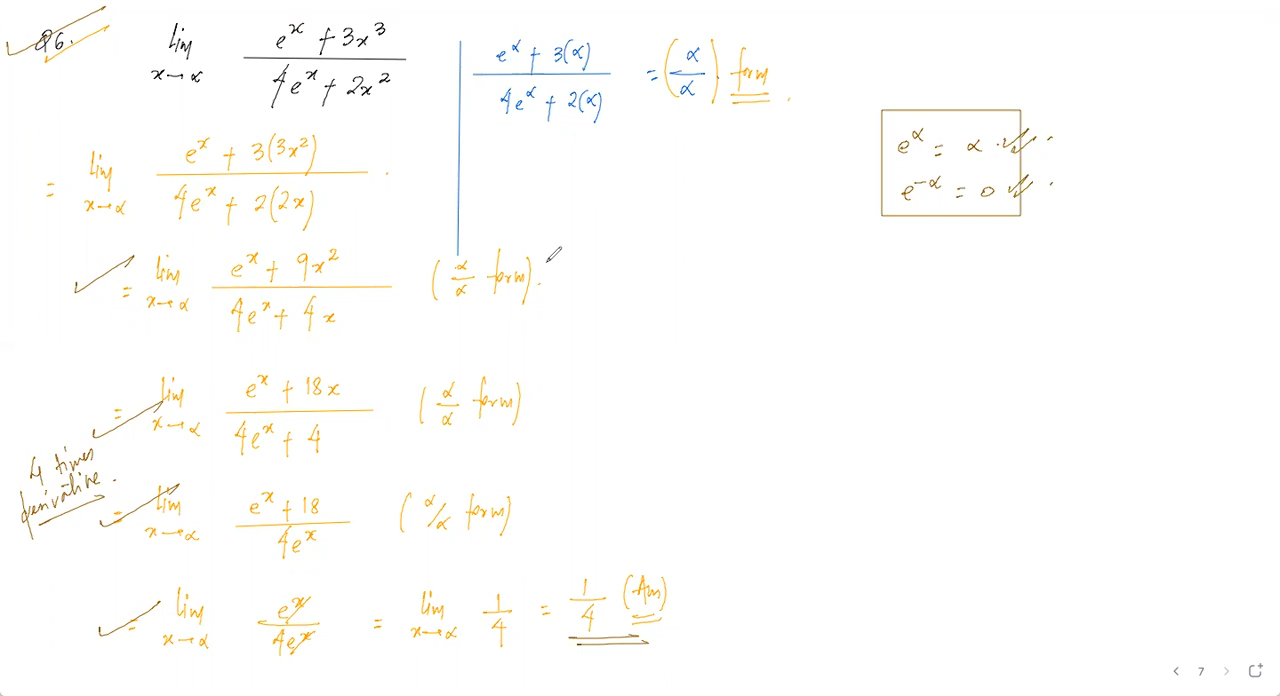 Q6. lim x→∝ (e^x + 3x^3)/(4e^x + 2x^2) | (e^∝ + 3(∝))/(4e^∝ + 2(∝)) = (∝/∝) form.
e^∝ = ∝.
e^-∝ = 0.
= lim x→∝ (e^x + 3(3x^2))/(4e^x + 2(2x)).
= lim x→∝ (e^x + 9x^2)/(4e^x + 4x) (∝/∝ form).
= lim x→∝ (e^x + 18x)/(4e^x + 4) (∝/∝ form)
4 times
derivative.
= lim x→∝ (e^x + 18)/(4e^x) (∝/∝ form)
= lim x→∝ e^x/4e^x = lim x→∝ 1/4 = 1/4 (Ans)
< 7 >